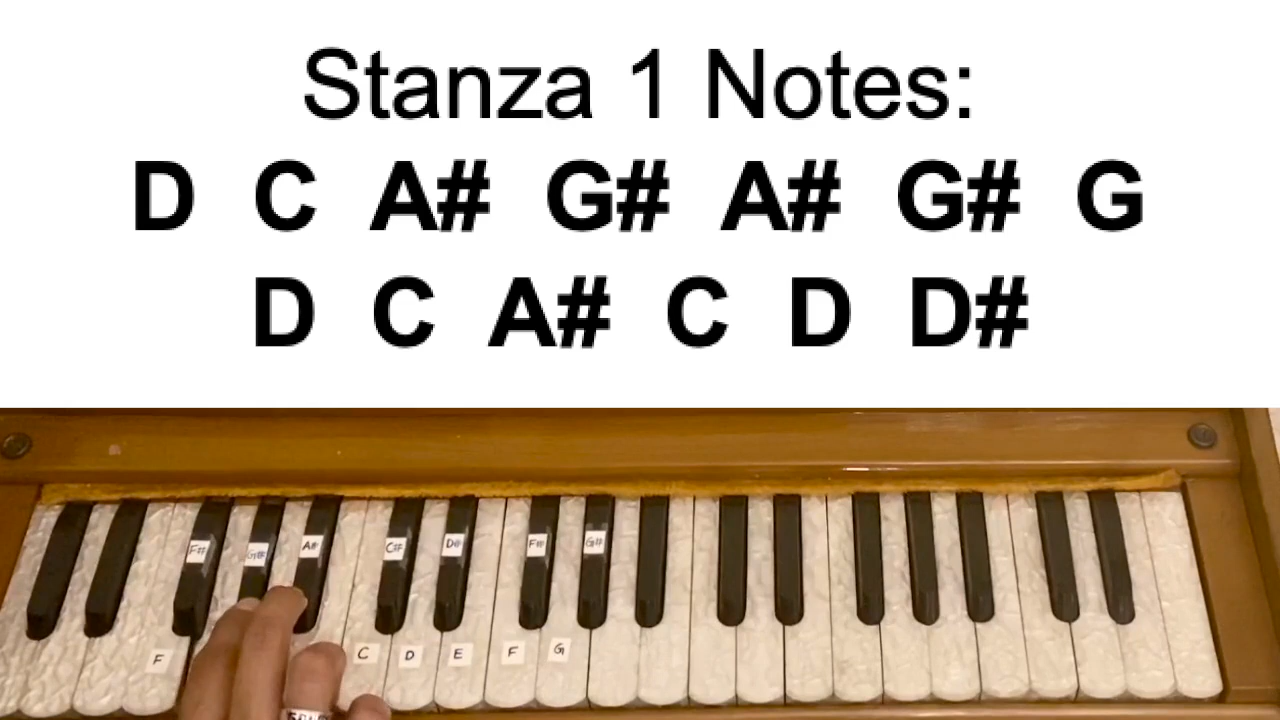 Stanza 1 Notes:
D C A# G# A# G# G
D C A# C D D#
F# G# A# C# D# F# G#
F C D E F G